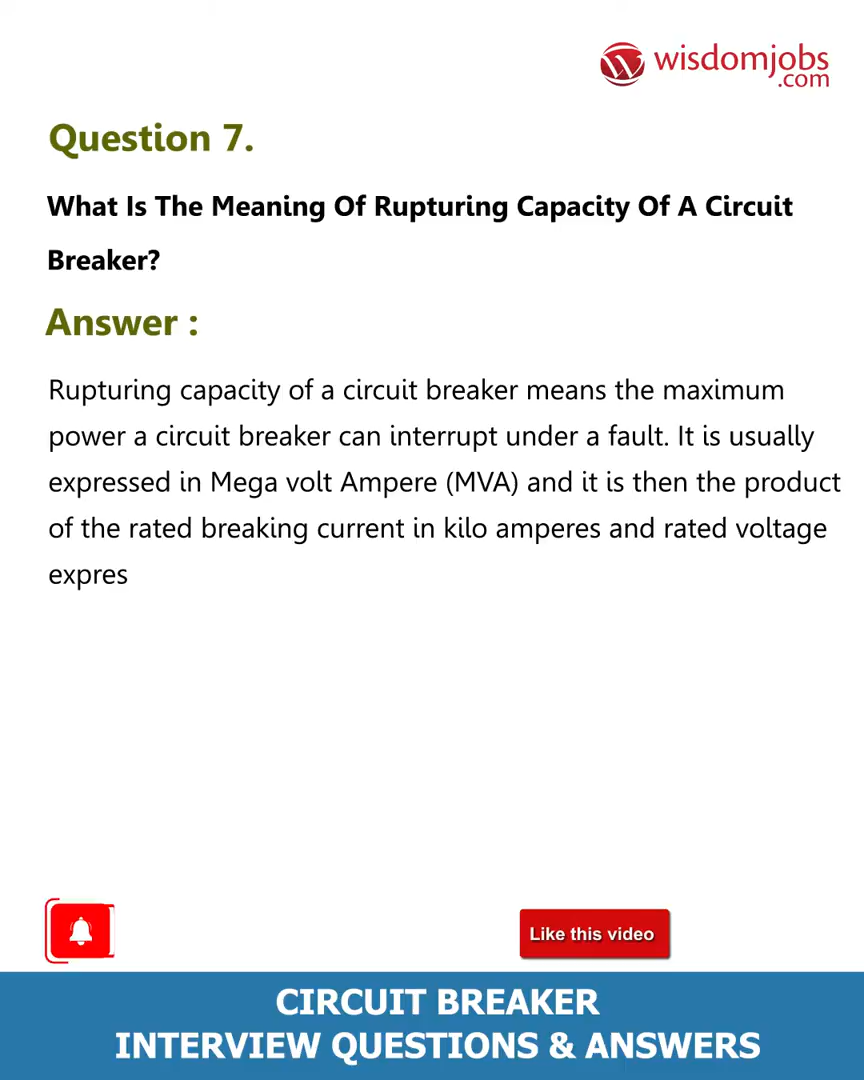 wisdomjobs
.com
Question 7.
What Is The Meaning Of Rupturing Capacity Of A Circuit
Breaker?
Answer :
Rupturing capacity of a circuit breaker means the maximum
power a circuit breaker can interrupt under a fault. It is usually
expressed in Mega volt Ampere (MVA) and it is then the product
of the rated breaking current in kilo amperes and rated voltage
expres
Like this video
CIRCUIT BREAKER
INTERVIEW QUESTIONS & ANSWERS